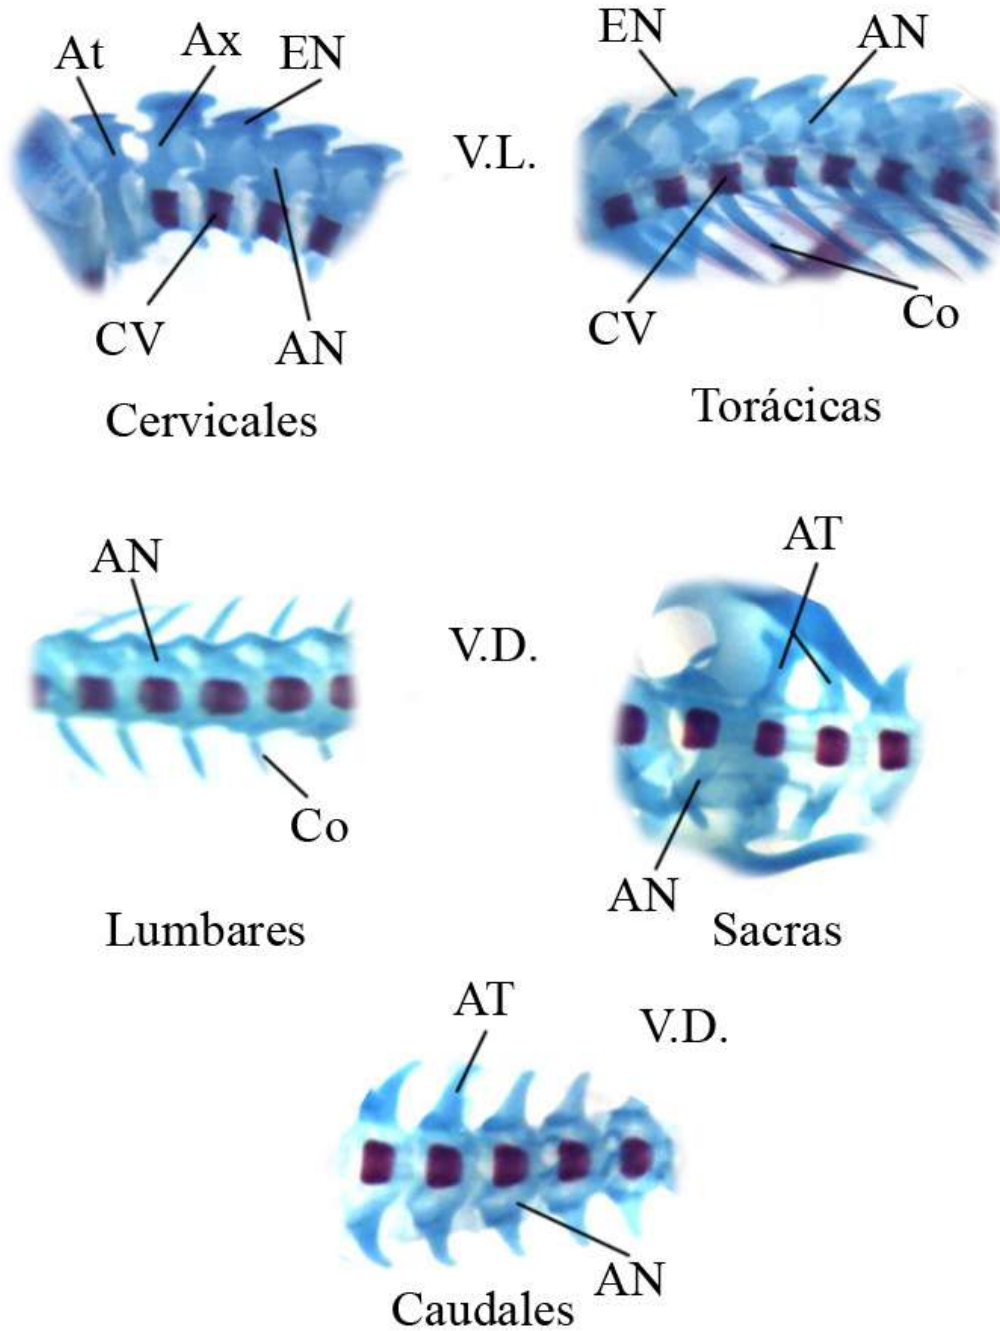 At Ax EN
EN AN
V.L.
CV AN
CV Co
Cervicales
Torácicas
AN
AT
V.D.
Co
AN
Lumbares
Sacras
AT
V.D.
AN
Caudales